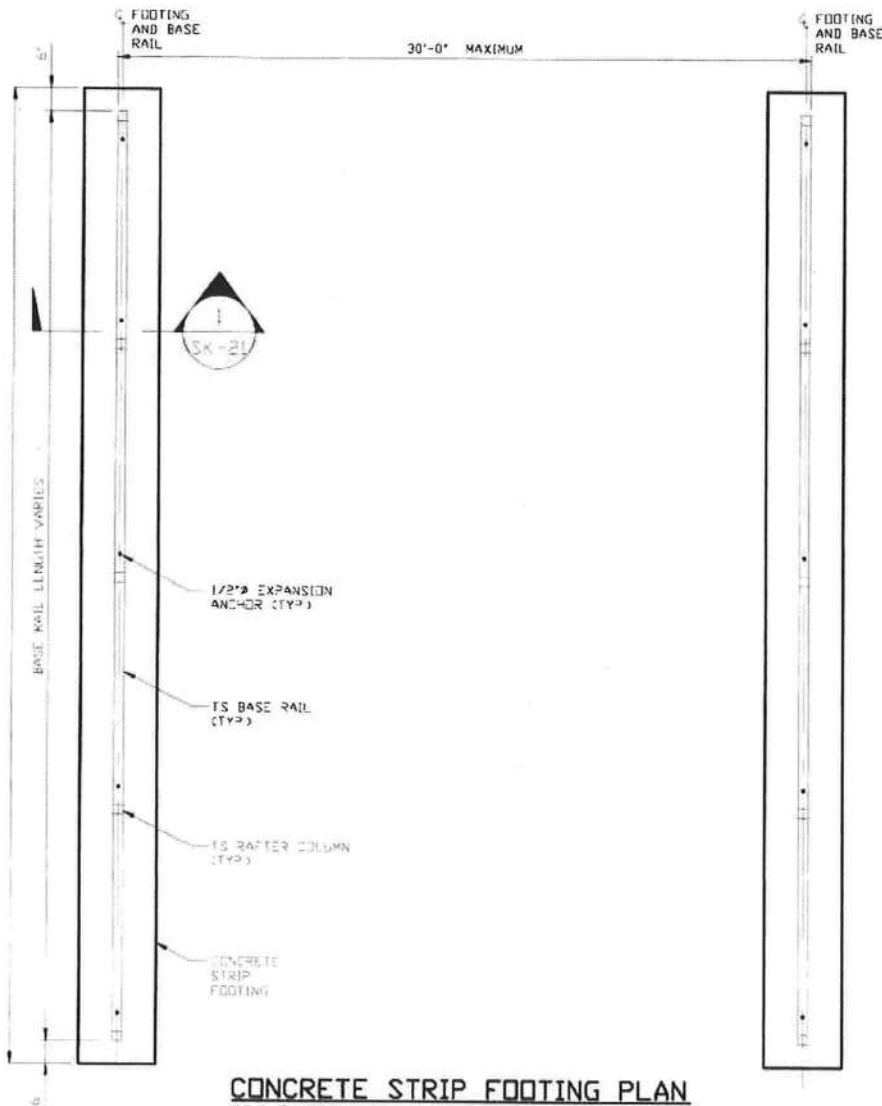 ℄ FOOTING
AND BASE
RAIL
℄ FOOTING
AND BASE
RAIL
30'-0" MAXIMUM
6"
1
SK-21
BASE RAIL LENGTH VARIES
1/2"ø EXPANSION
ANCHOR (TYP.)
TS BASE RAIL
(TYP.)
TS RAFTER COLUMN
(TYP.)
CONCRETE
STRIP
FOOTING
CONCRETE STRIP FOOTING PLAN